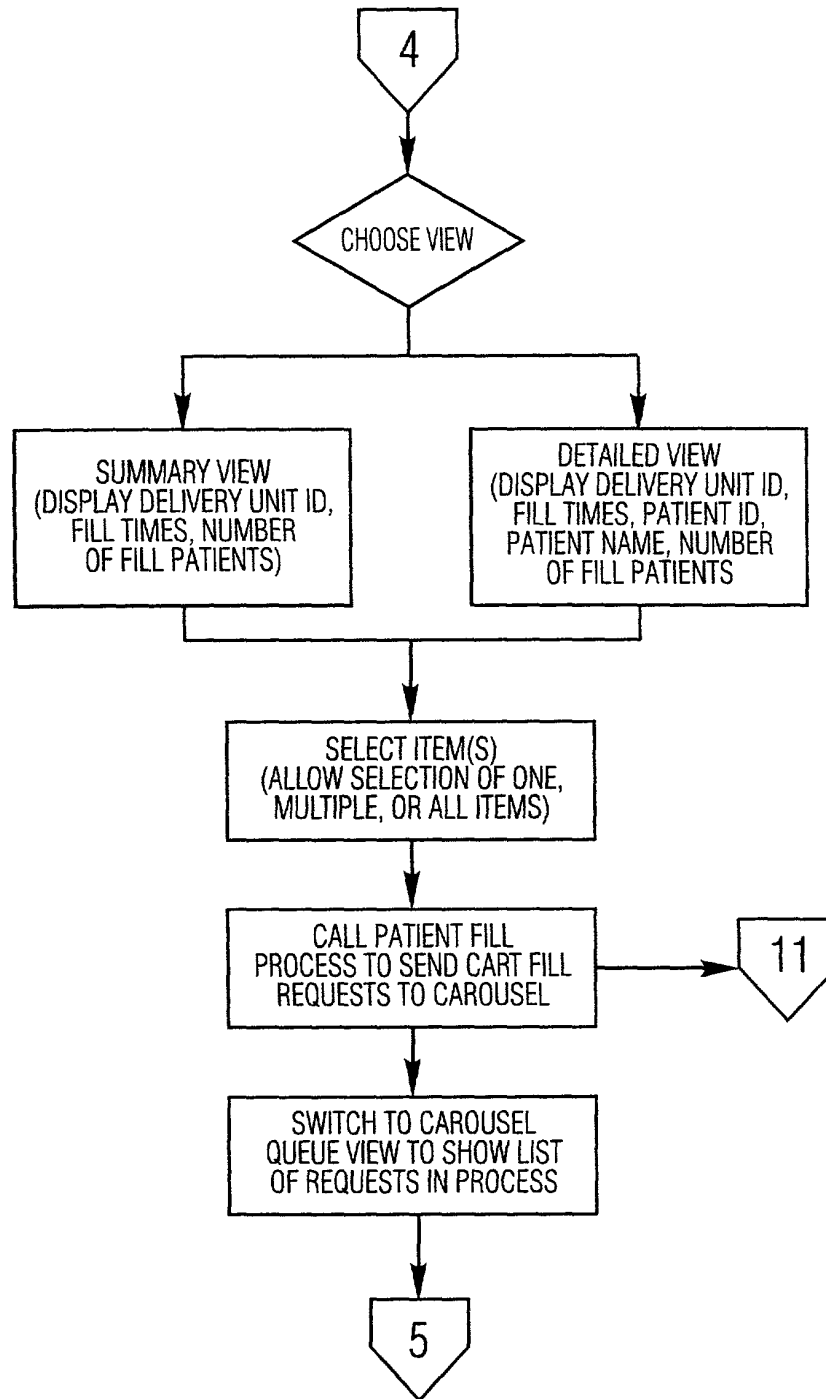 4
CHOOSE VIEW
SUMMARY VIEW
(DISPLAY DELIVERY UNIT ID,
FILL TIMES, NUMBER
OF FILL PATIENTS)
DETAILED VIEW
(DISPLAY DELIVERY UNIT ID,
FILL TIMES, PATIENT ID,
PATIENT NAME, NUMBER
OF FILL PATIENTS
SELECT ITEM(S)
(ALLOW SELECTION OF ONE,
MULTIPLE, OR ALL ITEMS)
CALL PATIENT FILL
PROCESS TO SEND CART FILL
REQUESTS TO CAROUSEL
11
SWITCH TO CAROUSEL
QUEUE VIEW TO SHOW LIST
OF REQUESTS IN PROCESS
5